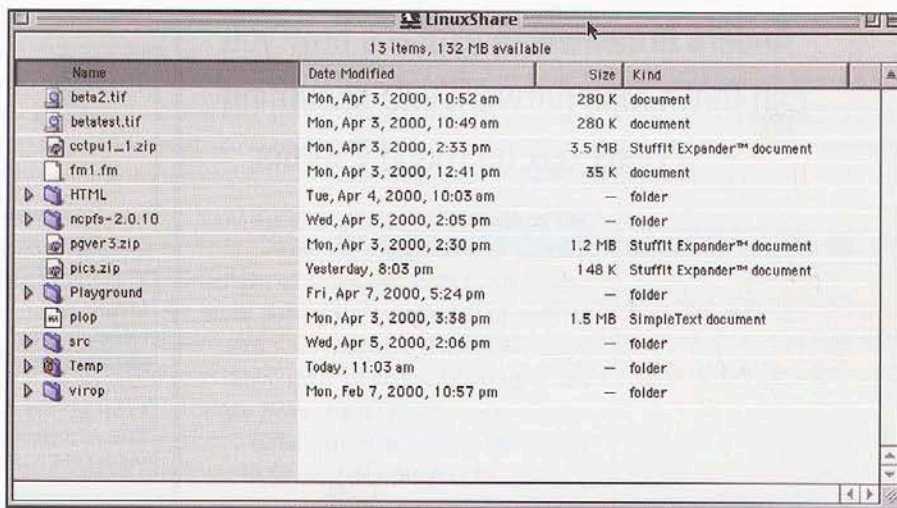 LinuxShare
13 items, 132 MB available
Name Date Modified Size Kind
beta2.tif Mon, Apr 3, 2000, 10:52 am 280 K document
betatest.tif Mon, Apr 3, 2000, 10:49 am 280 K document
cctpu1_1.zip Mon, Apr 3, 2000, 2:33 pm 3.5 MB StuffIt Expander™ document
fm1.fm Mon, Apr 3, 2000, 12:41 pm 35 K document
HTML Tue, Apr 4, 2000, 10:03 am — folder
ncpfs-2.0.10 Wed, Apr 5, 2000, 2:05 pm — folder
pgver3.zip Mon, Apr 3, 2000, 2:30 pm 1.2 MB StuffIt Expander™ document
pics.zip Yesterday, 8:03 pm 148 K StuffIt Expander™ document
Playground Fri, Apr 7, 2000, 5:24 pm — folder
plop Mon, Apr 3, 2000, 3:38 pm 1.5 MB SimpleText document
src Wed, Apr 5, 2000, 2:06 pm — folder
Temp Today, 11:03 am — folder
virop Mon, Feb 7, 2000, 10:57 pm — folder